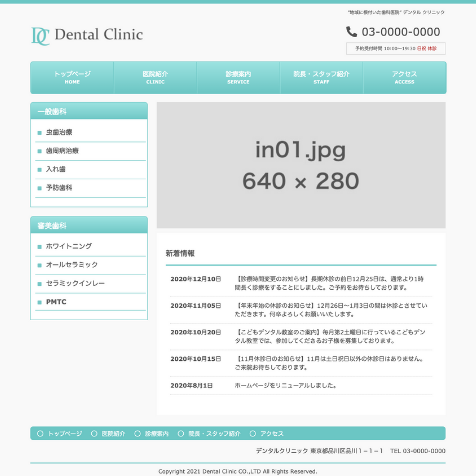 "地域に根付いた歯科医院" デンタル クリニック
DC Dental Clinic
03-0000-0000
予約受付時間 10:00〜19:30 日祝 休診
トップページ
HOME
医院紹介
CLINIC
診療案内
SERVICE
院長・スタッフ紹介
STAFF
アクセス
ACCESS
一般歯科
虫歯治療
歯周病治療
入れ歯
予防歯科
審美歯科
ホワイトニング
オールセラミック
セラミックインレー
PMTC
in01.jpg
640 × 280
新着情報
2020年12月10日
【診療時間変更のお知らせ】長期休診の前日12月25日は、通常より1時
間長く診療をすることにしました。ご予約をお待ちしております。
2020年11月05日
【年末年始の休診のお知らせ】12月26日〜1月3日の間は休診とさせてい
ただきます。何卒よろしくお願いいたします。
2020年10月20日
【こどもデンタル教室のご案内】毎月第2土曜日に行っているこどもデン
タル教室では、参加してくださるお子様を募集しております。
2020年10月15日
【11月休診日のお知らせ】11月は土日祝日以外の休診日はありません。
ご来院お待ちしております。
2020年8月1日
ホームページをリニューアルしました。
トップページ
医院紹介
診療案内
院長・スタッフ紹介
アクセス
デンタルクリニック 東京都品川区品川1－1－1 TEL 03-0000-0000
Copyright 2021 Dental Clinic CO.,LTD All Rights Reserved.